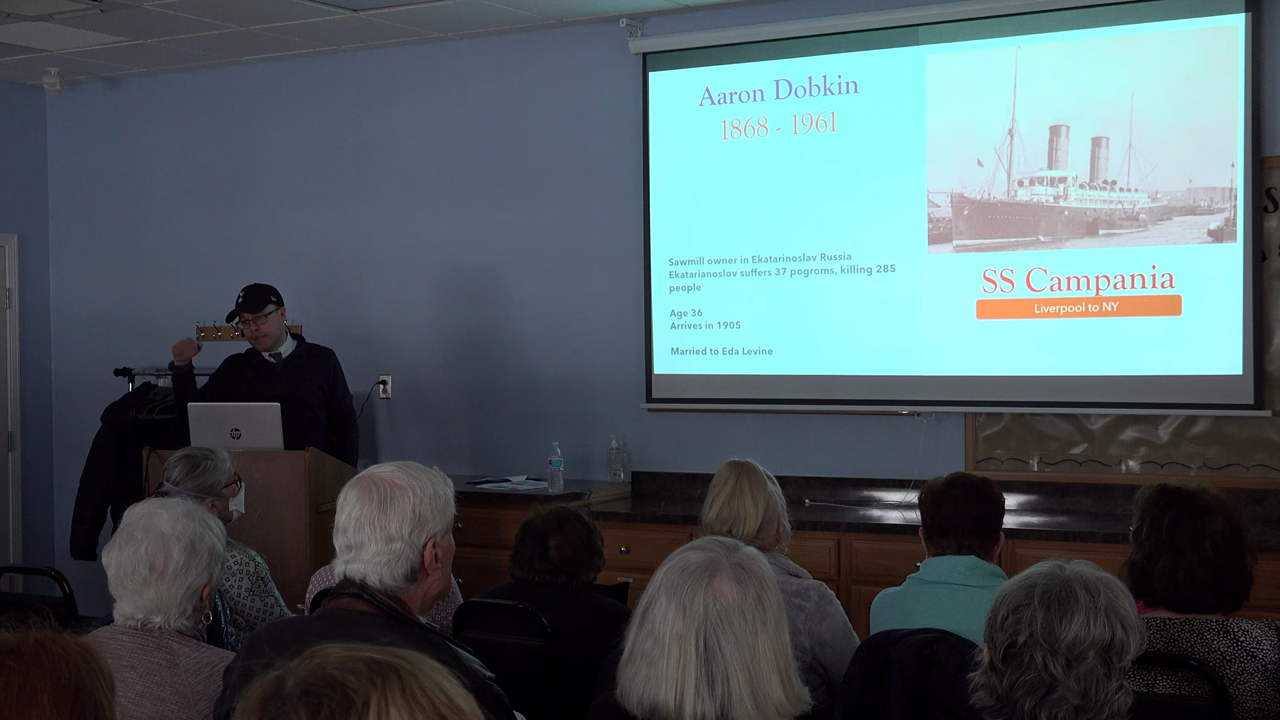 Aaron Dobkin
1868 - 1961
Sawmill owner in Ekatarinoslav Russia
Ekatarianoslov suffers 37 pogroms, killing 285
people
Age 36
Arrives in 1905
Married to Eda Levine
SS Campania
Liverpool to NY
hp